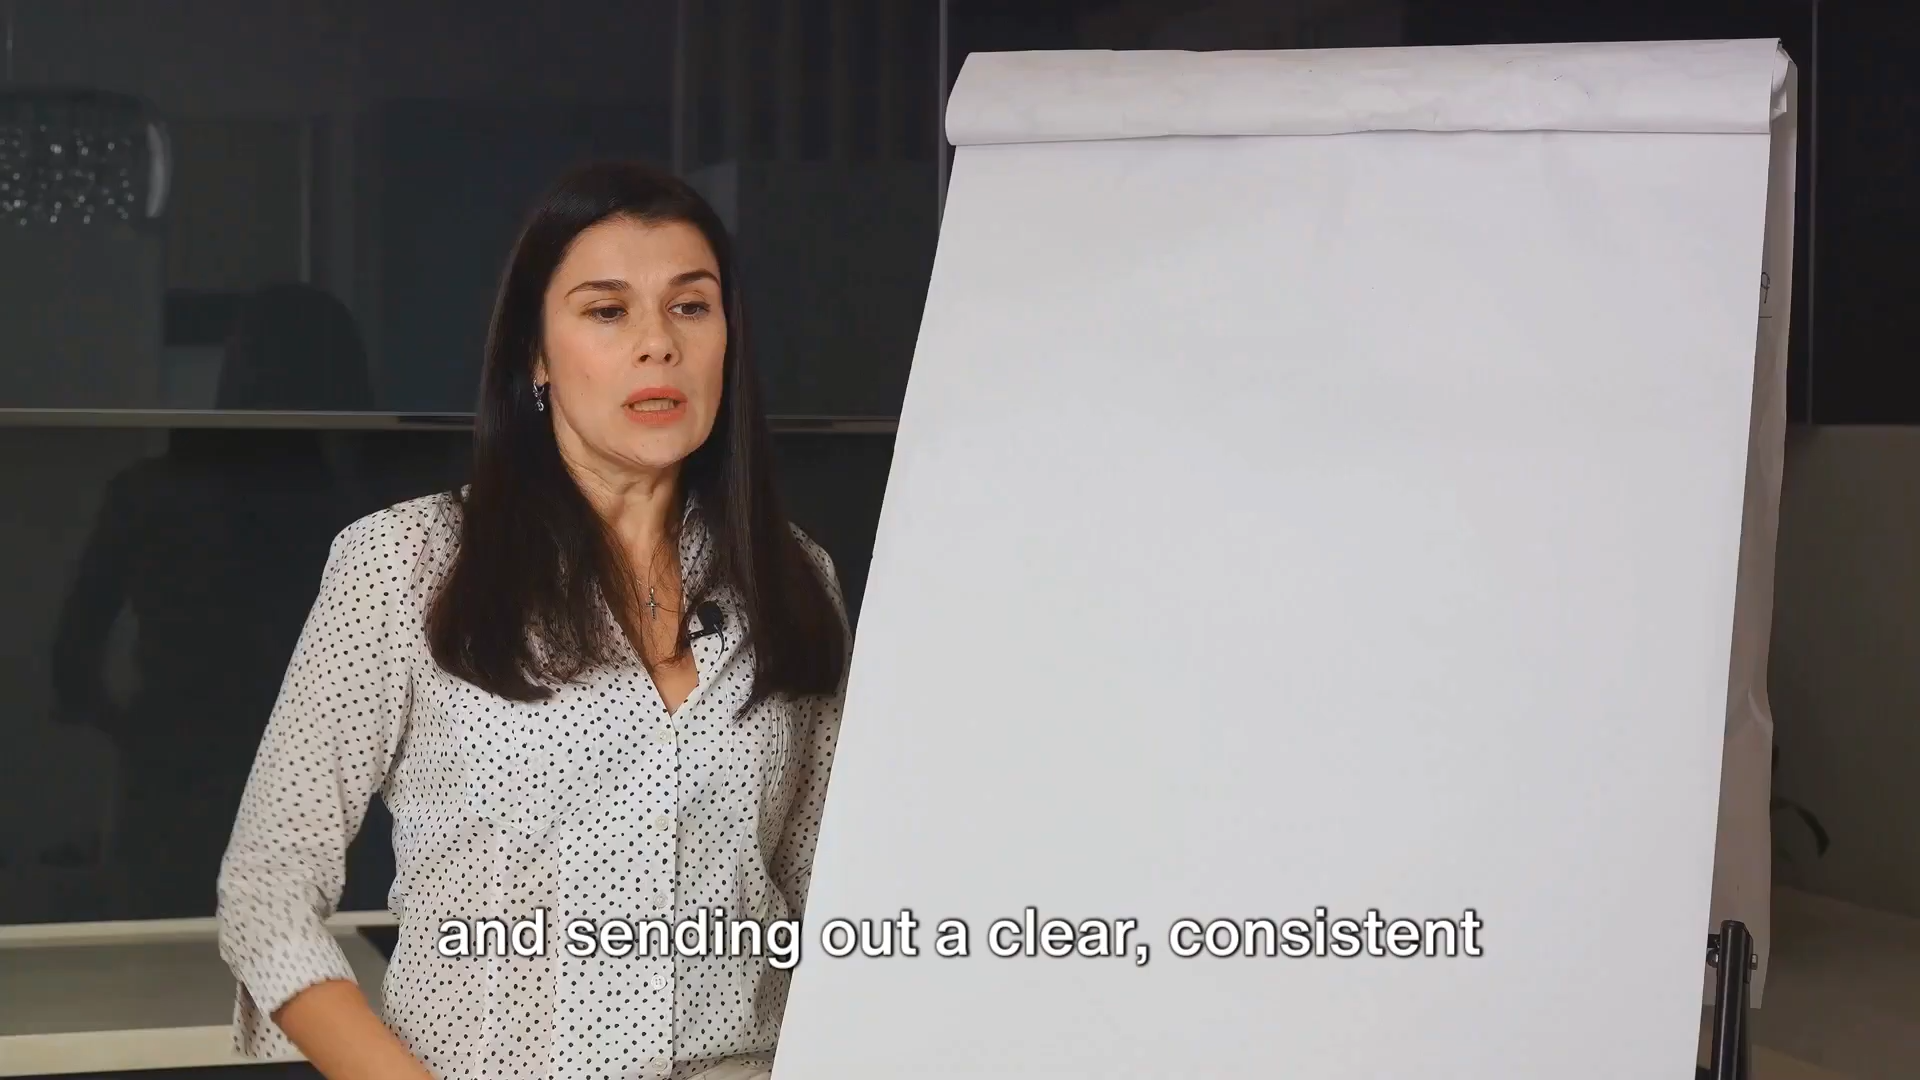 and sending out a clear, consistent